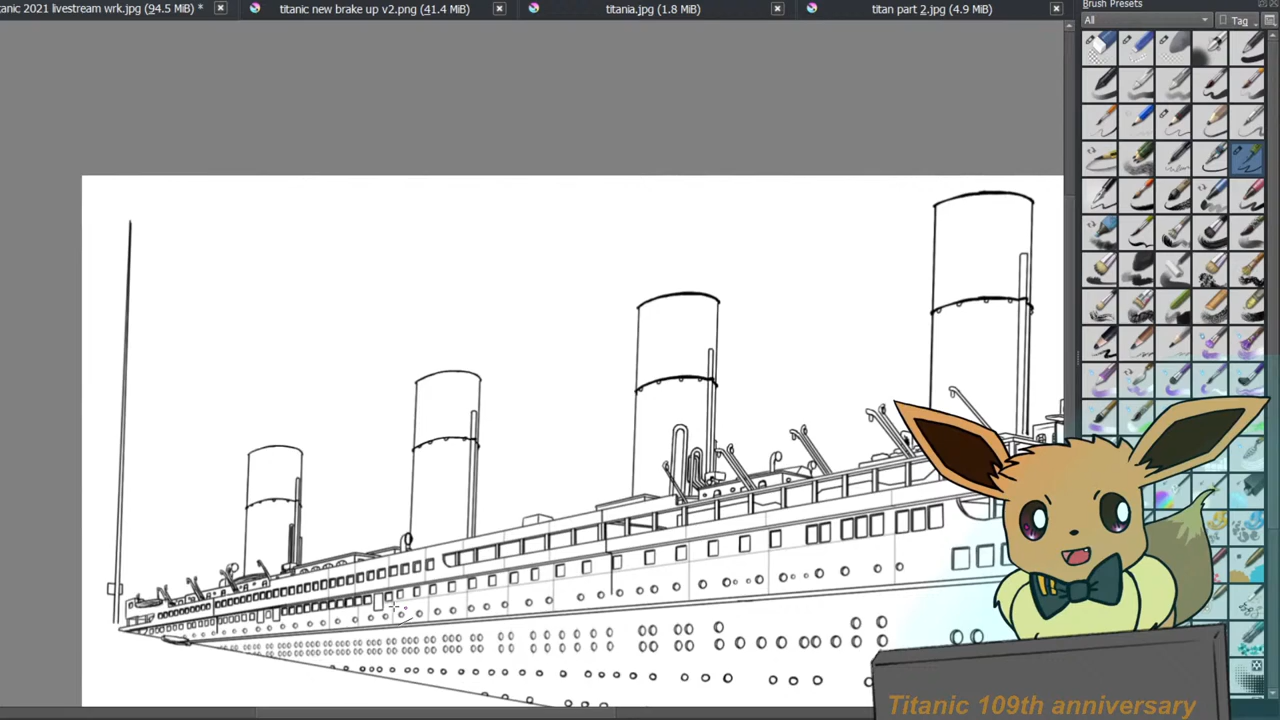 tanic 2021 livestream wrk.jpg (94.5 MiB) *
titanic new brake up v2.png (41.4 MiB)
titania.jpg (1.8 MiB)
titan part 2.jpg (4.9 MiB)
Brush Presets
All
Tag
Titanic 109th anniversary